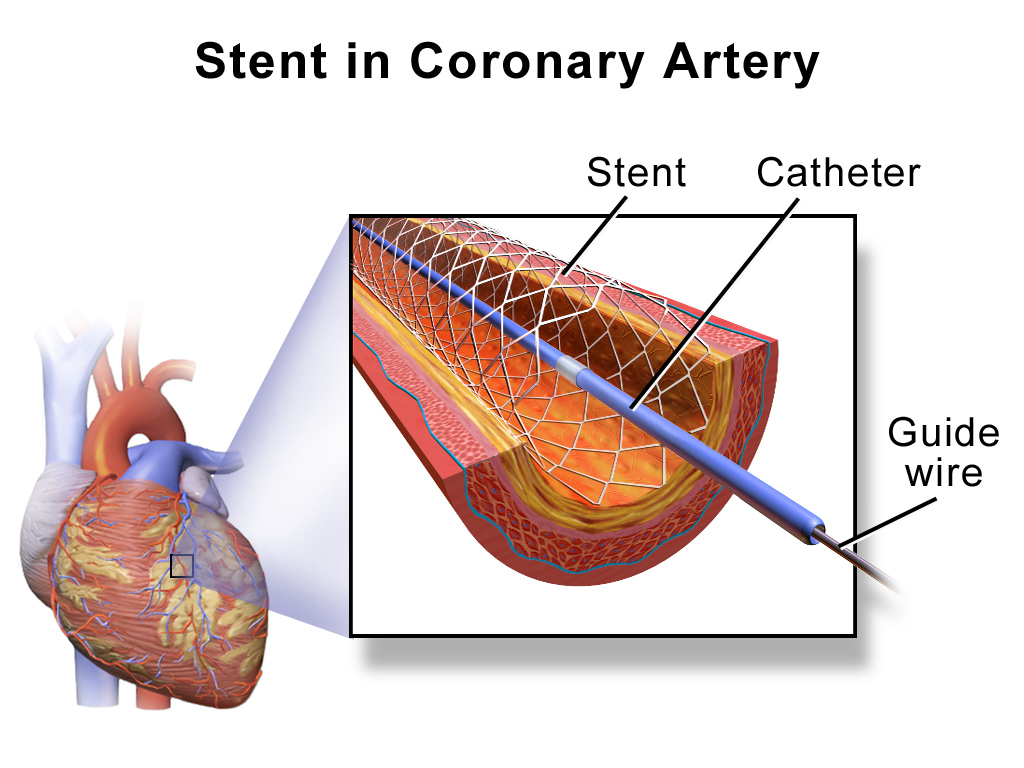 Stent in Coronary Artery
Stent
Catheter
Guide
wire